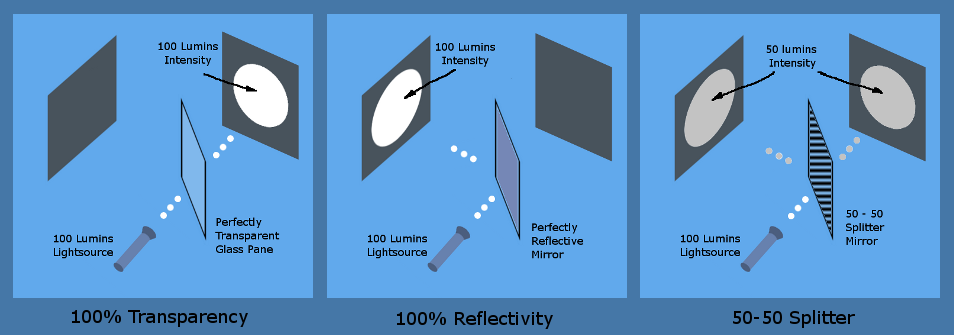 100 Lumins
Intensity
100 Lumins
Lightsource
Perfectly
Transparent
Glass Pane
100% Transparency
100 Lumins
Intensity
100 Lumins
Lightsource
Perfectly
Reflective
Mirror
100% Reflectivity
50 lumins
Intensity
100 Lumins
Lightsource
50 - 50
Splitter
Mirror
50-50 Splitter